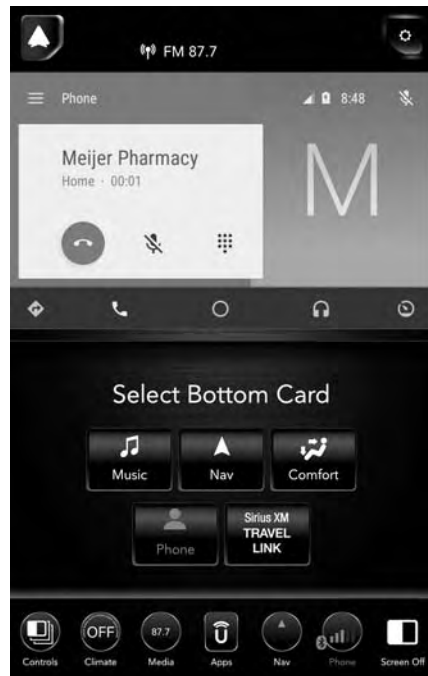 FM 87.7
Phone
8:48
Meijer Pharmacy
Home · 00:01
M
Select Bottom Card
Music
Nav
Comfort
Phone
Sirius XM
TRAVEL
LINK
OFF
87.7
Controls
Climate
Media
Apps
Nav
Phone
Screen Off